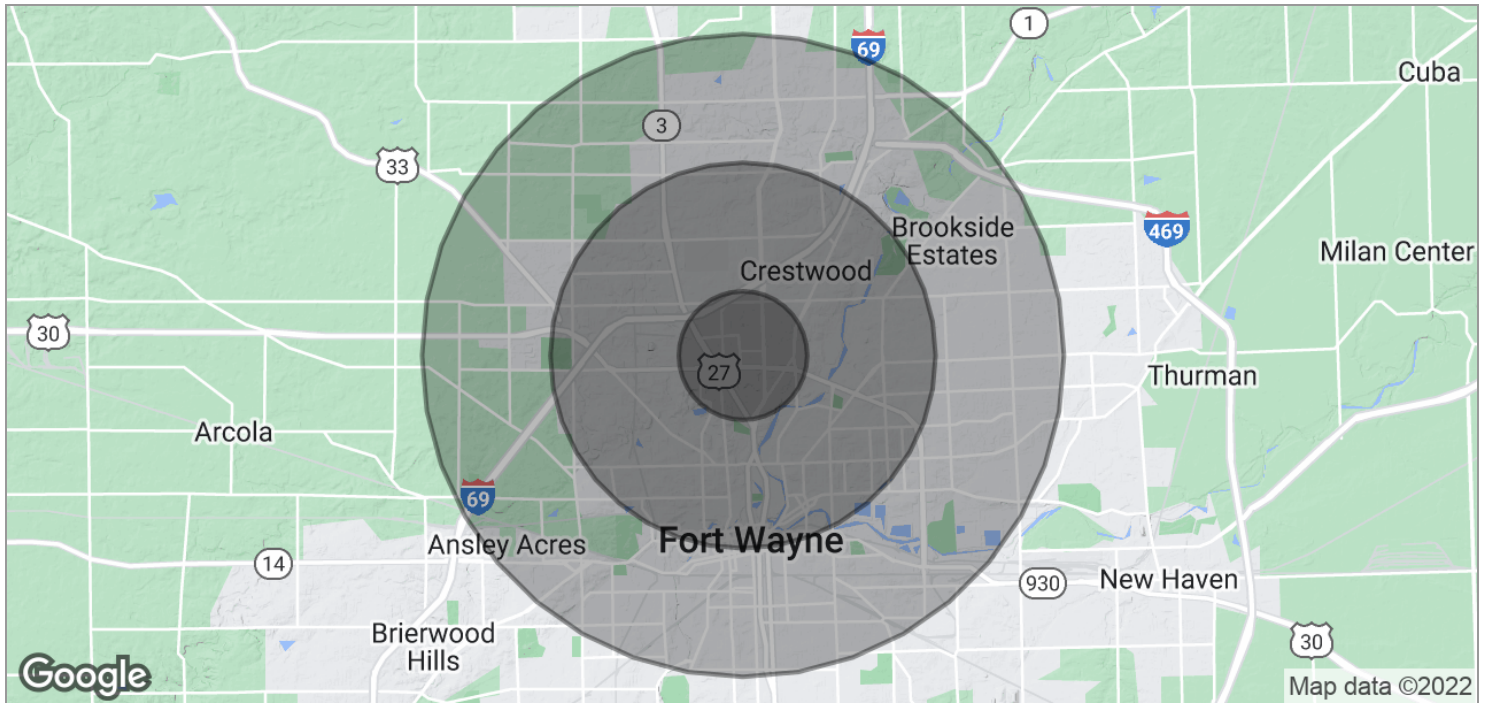 1
69
Cuba
3
33
Brookside
Estates
469
Milan Center
Crestwood
30
27
Thurman
Arcola
69
Fort Wayne
Ansley Acres
14
930
New Haven
Brierwood
Hills
30
Google
Map data ©2022